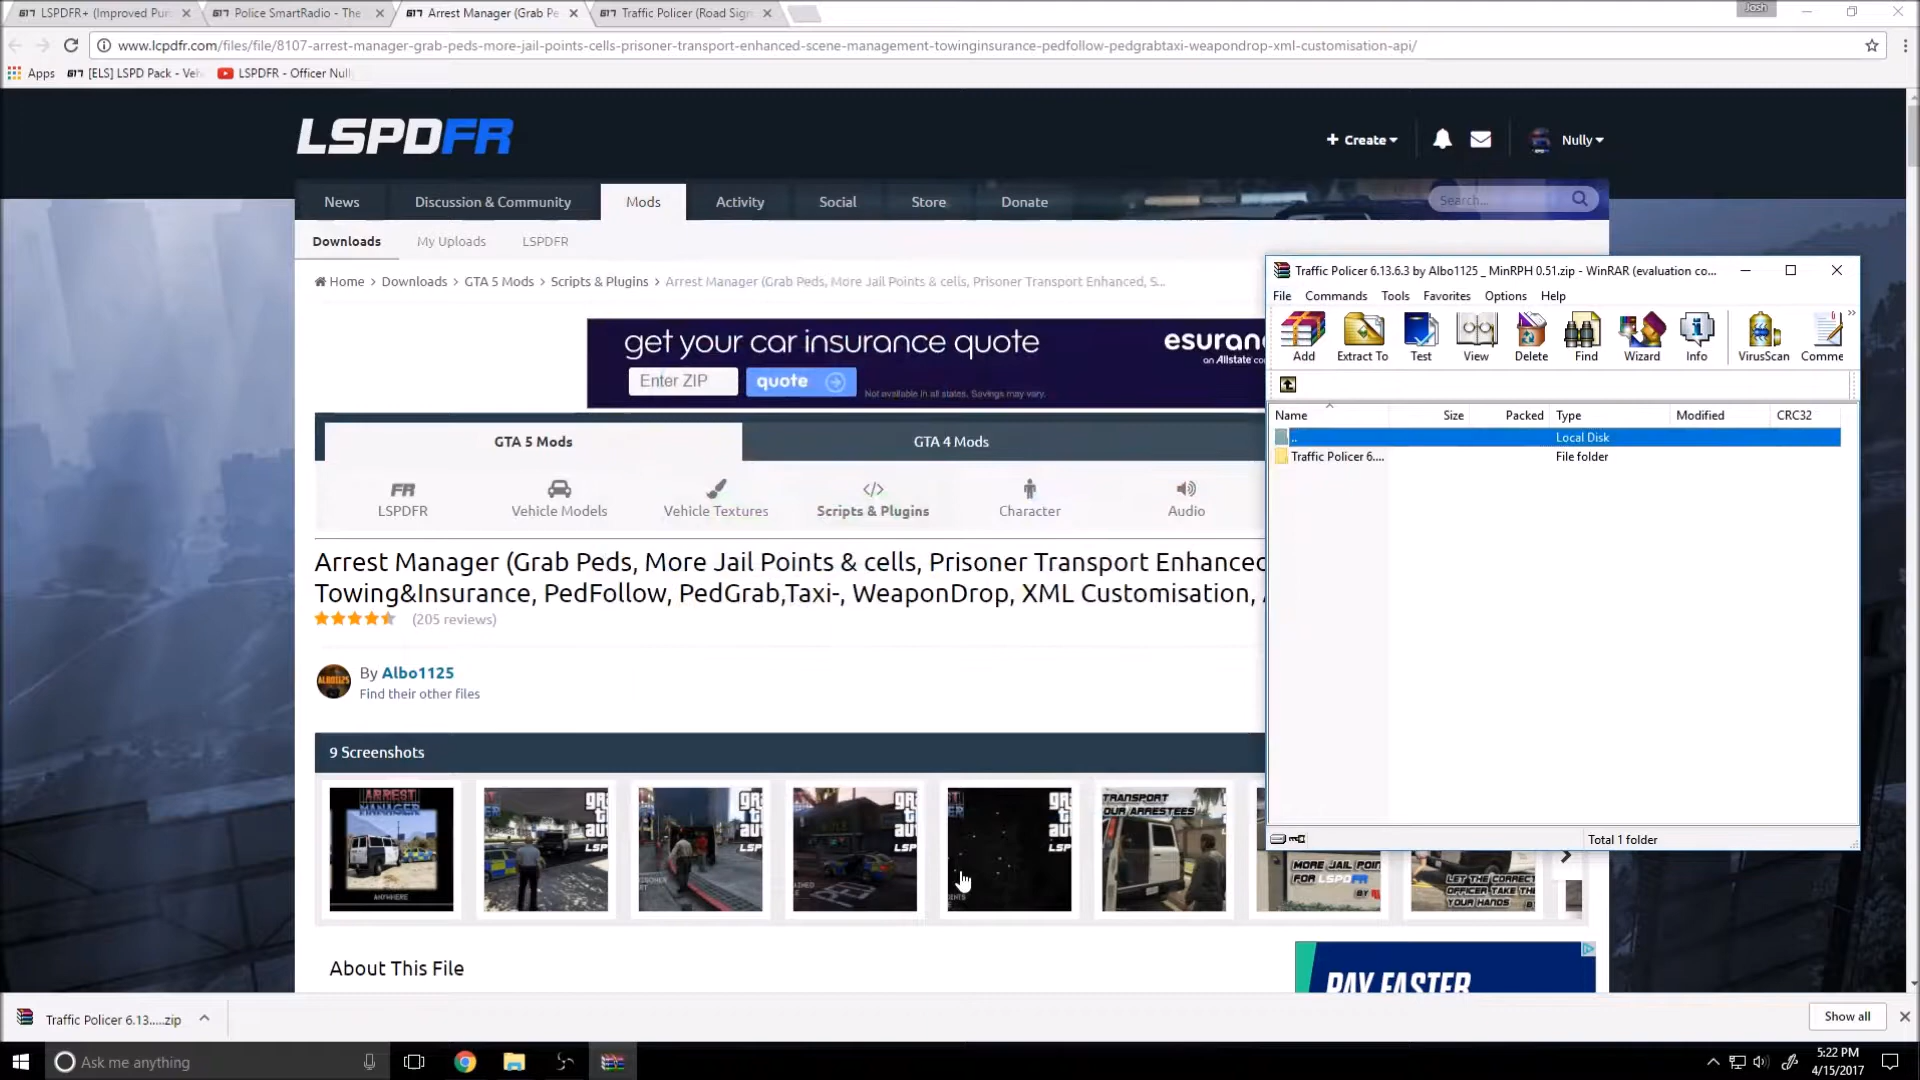 LSPDFR+ (Improved Pur
Police SmartRadio - The
Arrest Manager (Grab Pe
Traffic Policer (Road Sign
Josh
www.lcpdfr.com/files/file/8107-arrest-manager-grab-peds-more-jail-points-cells-prisoner-transport-enhanced-scene-management-towinginsurance-pedfollow-pedgrabtaxi-weapondrop-xml-customisation-api/
Apps
[ELS] LSPD Pack - Veh
LSPDFR - Officer Null
LSPDFR
+ Create
Nully
News
Discussion & Community
Mods
Activity
Social
Store
Donate
Search...
Downloads
My Uploads
LSPDFR
Home > Downloads > GTA 5 Mods > Scripts & Plugins > Arrest Manager (Grab Peds, More Jail Points & cells, Prisoner Transport Enhanced, S...
get your car insurance quote
esuran
an Allstate co
Enter ZIP
quote
Not available in all states. Savings may vary.
GTA 5 Mods
GTA 4 Mods
FR
LSPDFR
Vehicle Models
Vehicle Textures
</>
Scripts & Plugins
Character
Audio
Arrest Manager (Grab Peds, More Jail Points & cells, Prisoner Transport Enhanced
Towing&Insurance, PedFollow, PedGrab,Taxi-, WeaponDrop, XML Customisation,
(205 reviews)
By Albo1125
Find their other files
9 Screenshots
ARREST
MANAGER
ANYWHERE
TRANSPORT
OUR ARRESTEES
MORE JAIL POIN
FOR LSPDFR
LET THE CORREC
OFFICER TAKE THE
YOUR HANDS
About This File
PAY FASTER
Traffic Policer 6.13.6.3 by Albo1125 _ MinRPH 0.51.zip - WinRAR (evaluation co...
File
Commands
Tools
Favorites
Options
Help
Add
Extract To
Test
View
Delete
Find
Wizard
Info
VirusScan
Comme
Name
Size
Packed
Type
Modified
CRC32
..
Local Disk
Traffic Policer 6....
File folder
Total 1 folder
Traffic Policer 6.13.....zip
Show all
Ask me anything
5:22 PM
4/15/2017